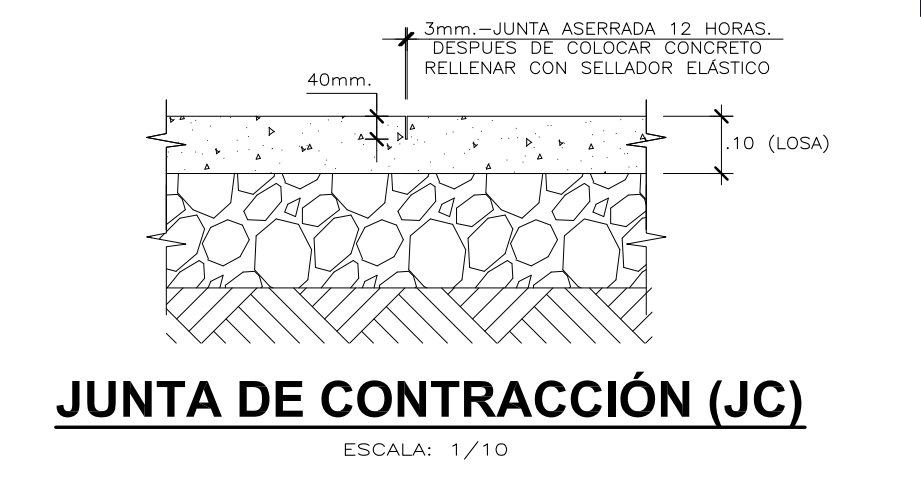 3mm.-JUNTA ASERRADA 12 HORAS.
DESPUES DE COLOCAR CONCRETO
RELLENAR CON SELLADOR ELÁSTICO
40mm.
.10 (LOSA)
JUNTA DE CONTRACCIÓN (JC)
ESCALA: 1/10